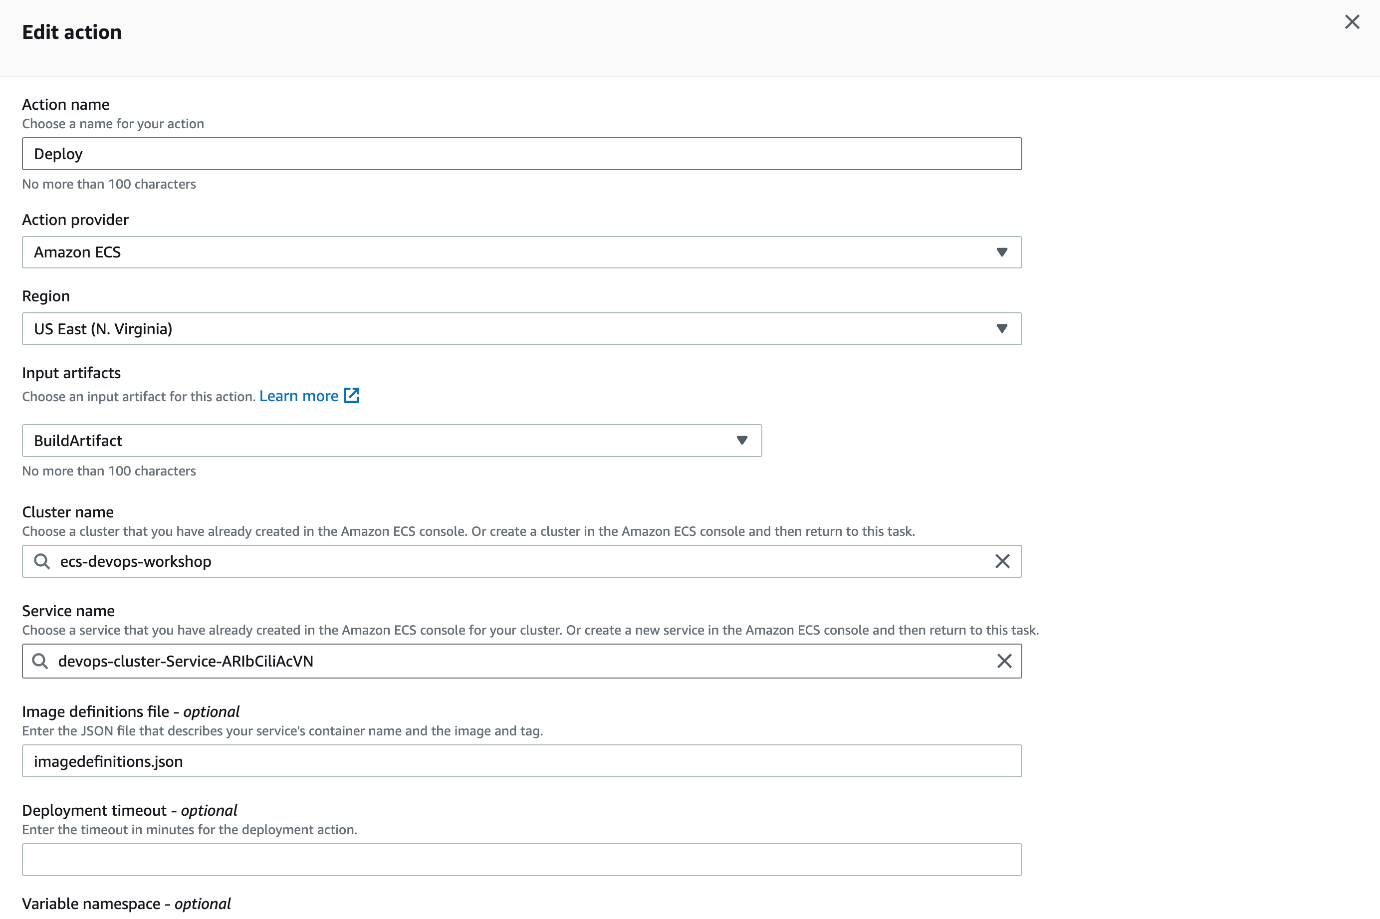 Edit action
Action name
Choose a name for your action
Deploy
No more than 100 characters
Action provider
Amazon ECS
Region
US East (N. Virginia)
Input artifacts
Choose an input artifact for this action. Learn more
BuildArtifact
No more than 100 characters
Cluster name
Choose a cluster that you have already created in the Amazon ECS console. Or create a cluster in the Amazon ECS console and then return to this task.
ecs-devops-workshop
Service name
Choose a service that you have already created in the Amazon ECS console for your cluster. Or create a new service in the Amazon ECS console and then return to this task.
devops-cluster-Service-ARIbCiliAcVN
Image definitions file - optional
Enter the JSON file that describes your service's container name and the image and tag.
imagedefinitions.json
Deployment timeout - optional
Enter the timeout in minutes for the deployment action.
Variable namespace - optional